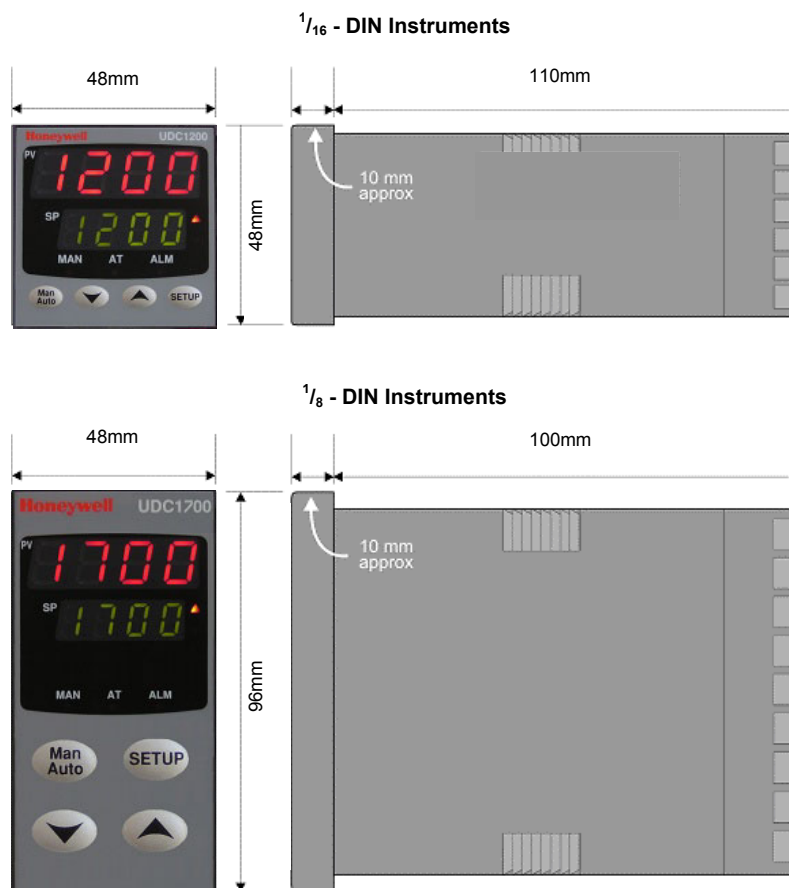 1/16 - DIN Instruments
48mm
110mm
Honeywell UDC1200
PV 1200
10 mm
approx
48mm
SP 1200
MAN AT ALM
Man
Auto
SETUP
1/8 - DIN Instruments
48mm
100mm
Honeywell UDC1700
PV 1700
10 mm
approx
SP 1700
96mm
MAN AT ALM
Man
Auto
SETUP